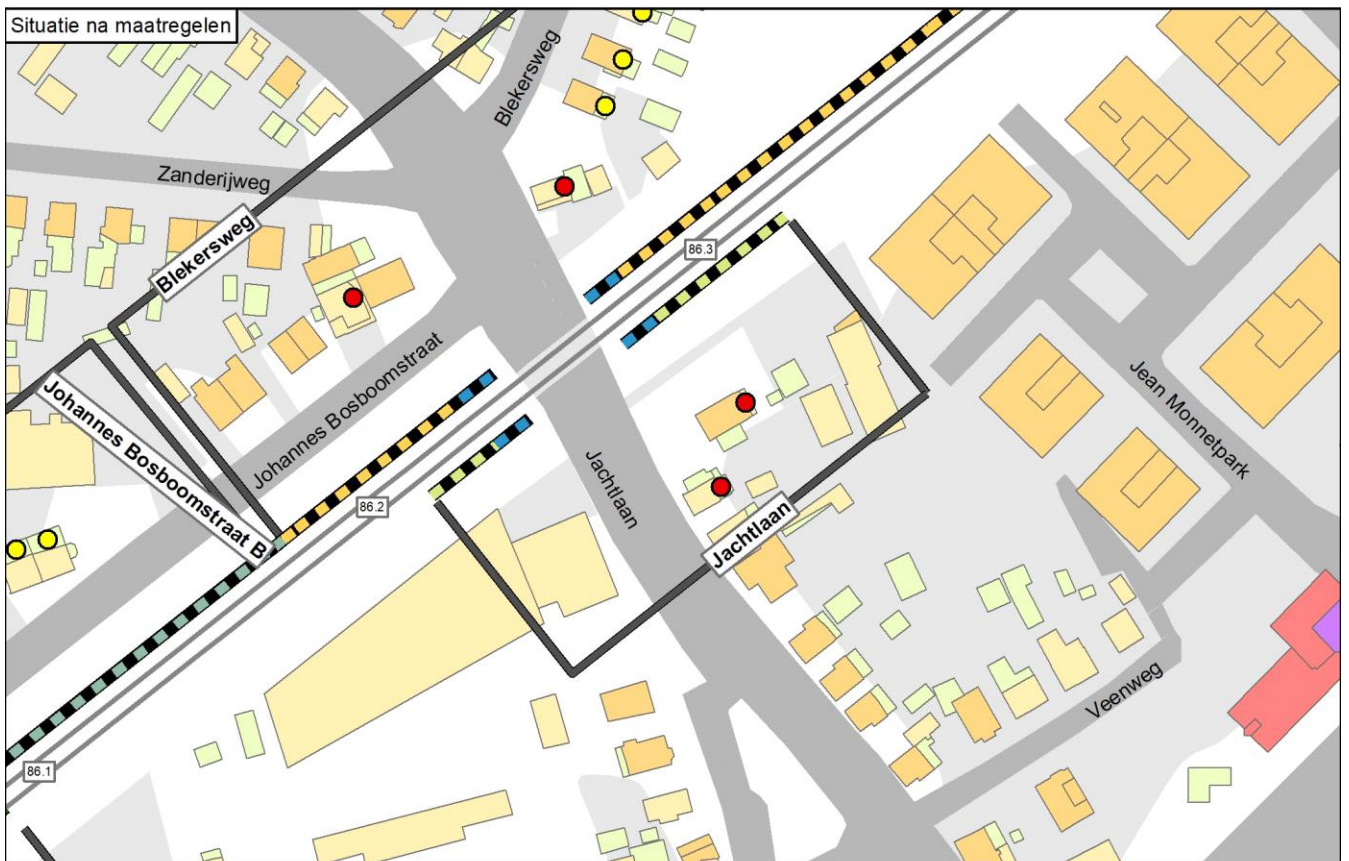 Situatie na maatregelen
Blekersweg
Zanderijweg
Blekersweg
86.3
Johannes Bosboomstraat
Johannes Bosboomstraat B
Jean Monnetpark
86.2
Jachtlaan
Jachtlaan
Veenweg
86.1